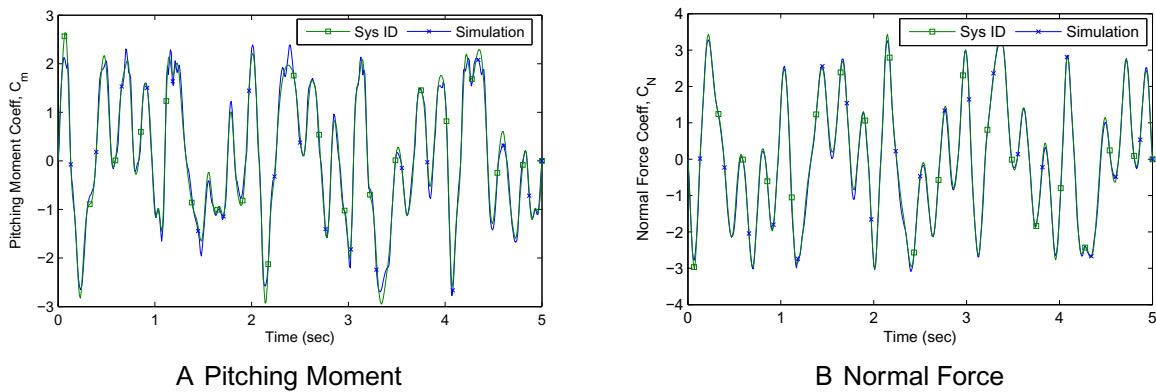 Sys ID
Simulation
Pitching Moment Coeff, C_m
3
2
1
0
−1
−2
−3
0
1
2
3
4
5
Time (sec)
A Pitching Moment
Sys ID
Simulation
Normal Force Coeff, C_N
4
3
2
1
0
−1
−2
−3
−4
0
1
2
3
4
5
Time (sec)
B Normal Force